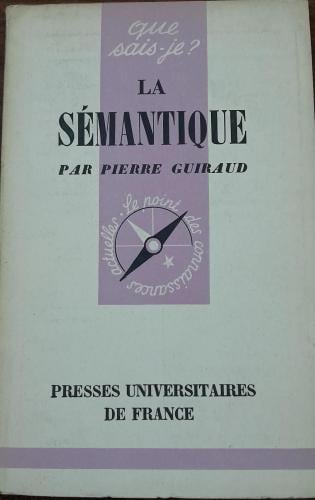 que
sais-je?
LA
SÉMANTIQUE
PAR PIERRE GUIRAUD
Le point des connaissances actuelles.
PRESSES UNIVERSITAIRES
DE FRANCE